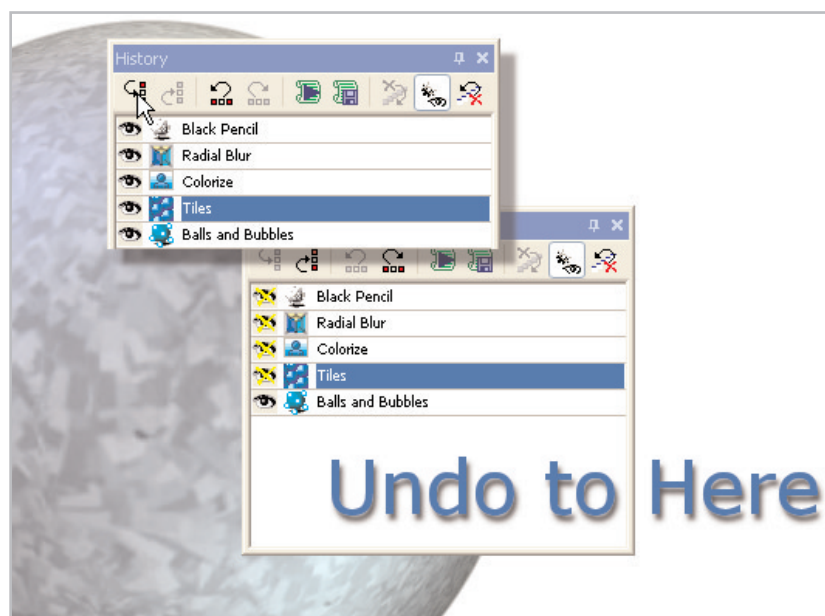 History
Black Pencil
Radial Blur
Colorize
Tiles
Balls and Bubbles
Black Pencil
Radial Blur
Colorize
Tiles
Balls and Bubbles
Undo to Here